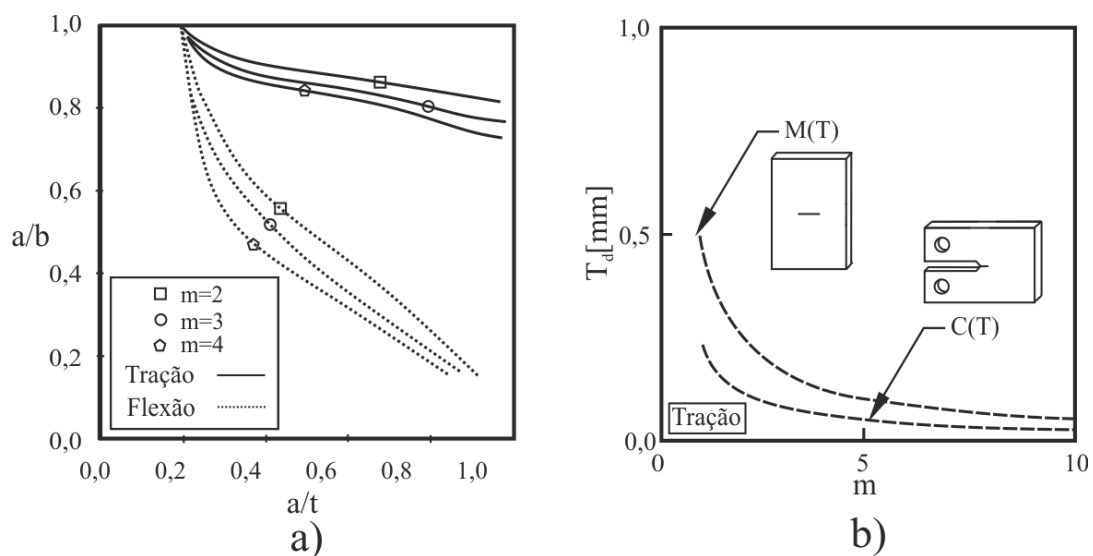 1,0
0,8
0,6
a/b
0,4
0,2
0,0
m=2
m=3
m=4
Tração
Flexão
0,0 0,2 0,4 0,6 0,8 1,0
a/t
a)
1,0
M(T)
T_d[mm]
0,5
C(T)
Tração
0,0
0 5 10
m
b)